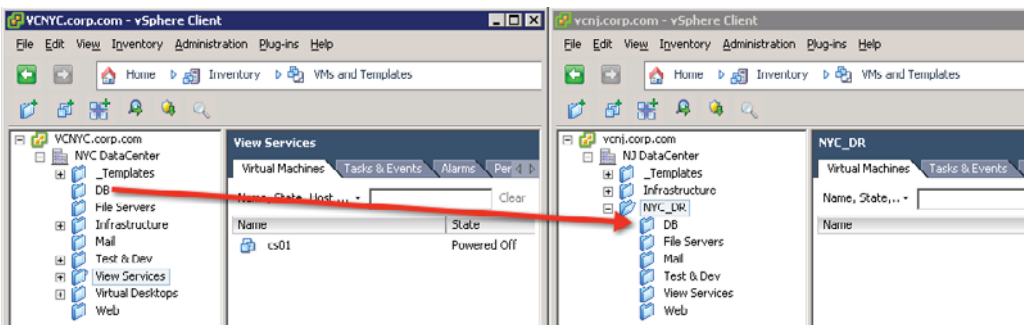 VCNYC.corp.com - vSphere Client
File Edit View Inventory Administration Plug-ins Help
Home Inventory VMs and Templates
VCNYC.corp.com
NYC DataCenter
_Templates
DB
File Servers
Infrastructure
Mail
Test & Dev
View Services
Virtual Desktops
Web
View Services
Virtual Machines Tasks & Events Alarms Per
Name, State, Host ... Clear
Name State
cs01 Powered Off
vcnj.corp.com - vSphere Client
File Edit View Inventory Administration Plug-ins Help
Home Inventory VMs and Templates
vcnj.corp.com
NJ DataCenter
_Templates
Infrastructure
NYC_DR
DB
File Servers
Mail
Test & Dev
View Services
Web
NYC_DR
Virtual Machines Tasks & Events
Name, State,...
Name